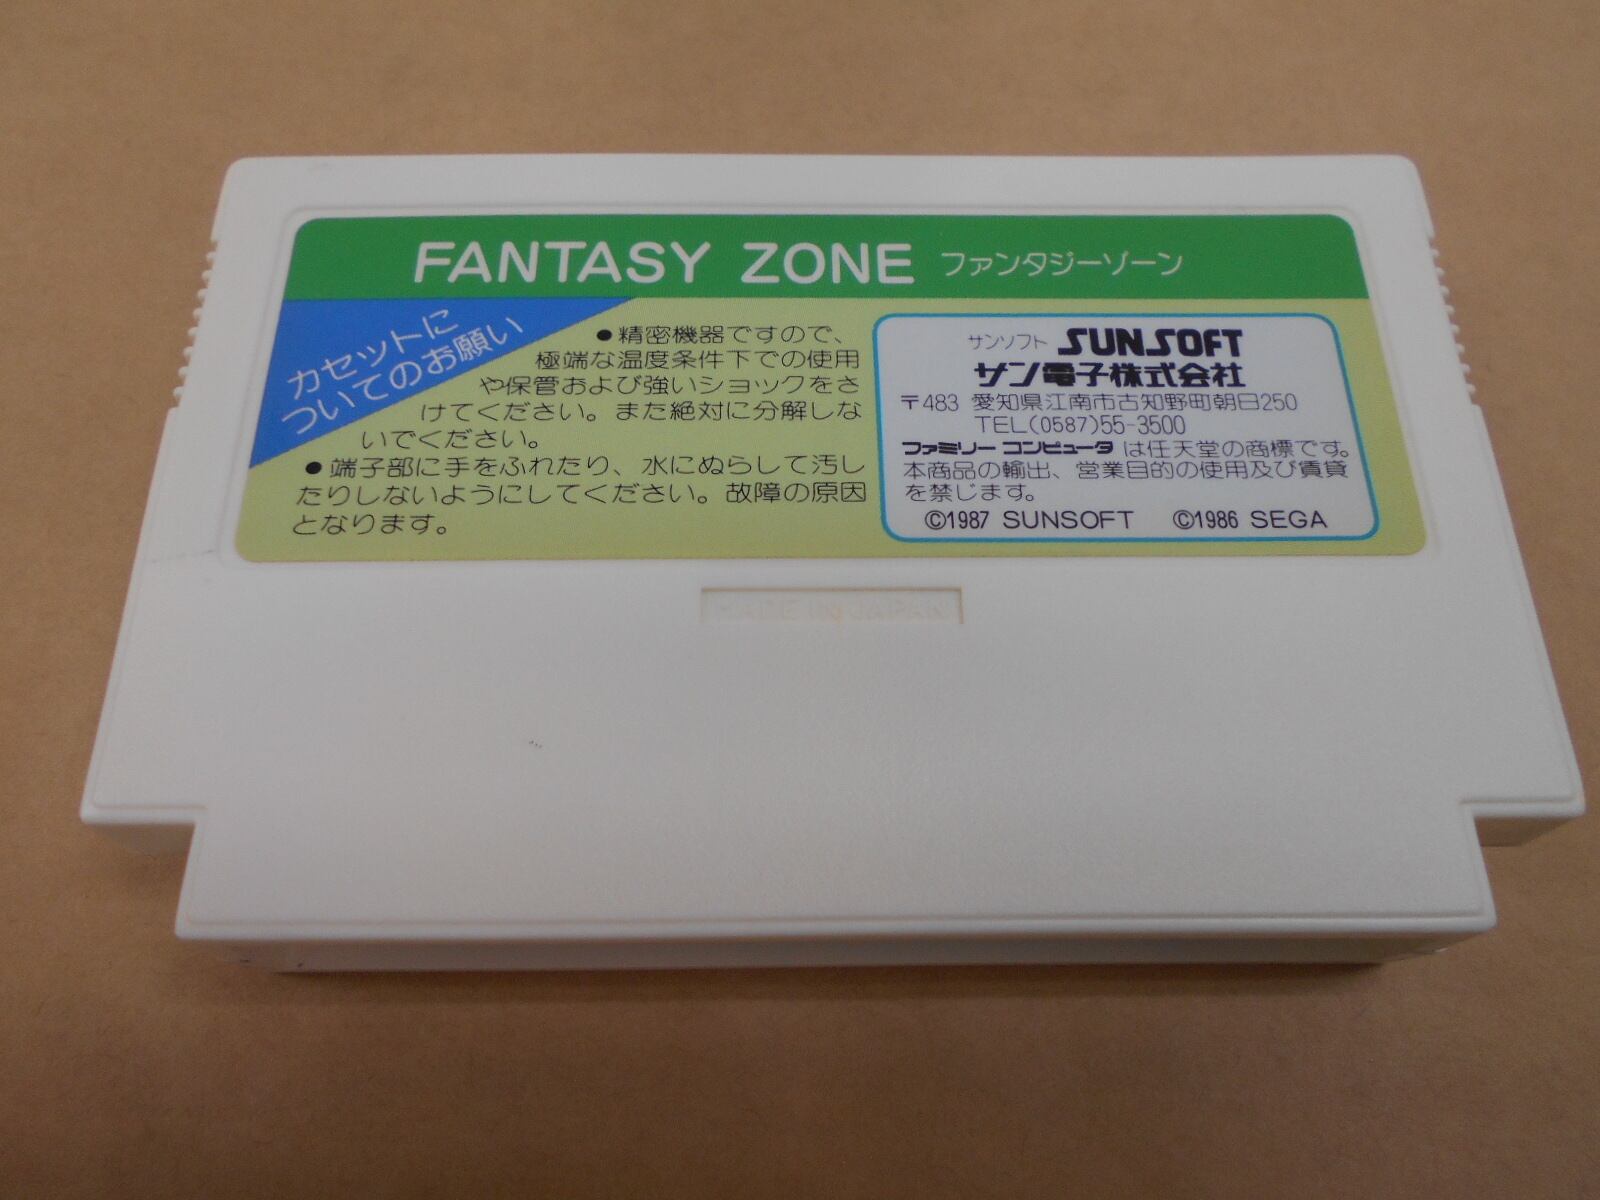 FANTASY ZONE ファンタジーゾーン
カセットに
ついてのお願い
●精密機器ですので、
極端な温度条件下での使用
や保管および強いショックをさ
けてください。また絶対に分解しな
いでください。
●端子部に手をふれたり、水にぬらして汚し
たりしないようにしてください。故障の原因
となります。
サンソフト SUNSOFT
サン電子株式会社
〒483 愛知県江南市古知野町朝日250
TEL(0587)55-3500
ファミリーコンピュータ は任天堂の商標です。
本商品の輸出、営業目的の使用及び賃貸
を禁じます。
©1987 SUNSOFT ©1986 SEGA
MADE IN JAPAN